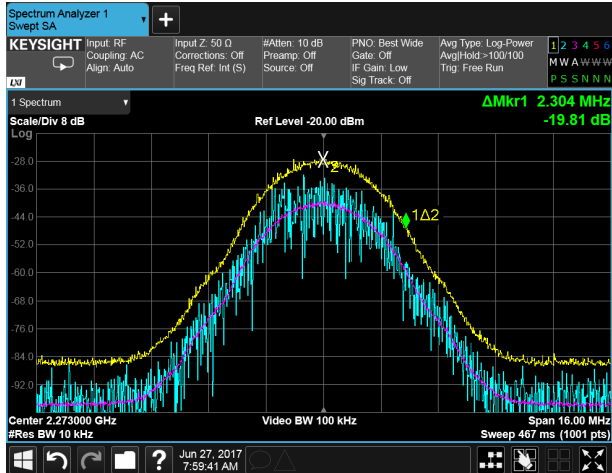 Spectrum Analyzer 1
Swept SA
KEYSIGHT
LXI
Input: RF
Coupling: AC
Align: Auto
Input Z: 50 Ω
Corrections: Off
Freq Ref: Int (S)
#Atten: 10 dB
Preamp: Off
Source: Off
PNO: Best Wide
Gate: Off
IF Gain: Low
Sig Track: Off
Avg Type: Log-Power
Avg|Hold:>100/100
Trig: Free Run
1 2 3 4 5 6
M W A W W W
P S S N N N
1 Spectrum
ΔMkr1 2.304 MHz
-19.81 dB
Scale/Div 8 dB
Ref Level -20.00 dBm
Log
-28.0
-36.0
-44.0
-52.0
-60.0
-68.0
-76.0
-84.0
-92.0
X2
1Δ2
Center 2.273000 GHz
#Res BW 10 kHz
Video BW 100 kHz
Span 16.00 MHz
Sweep 467 ms (1001 pts)
?
Jun 27, 2017
7:59:41 AM